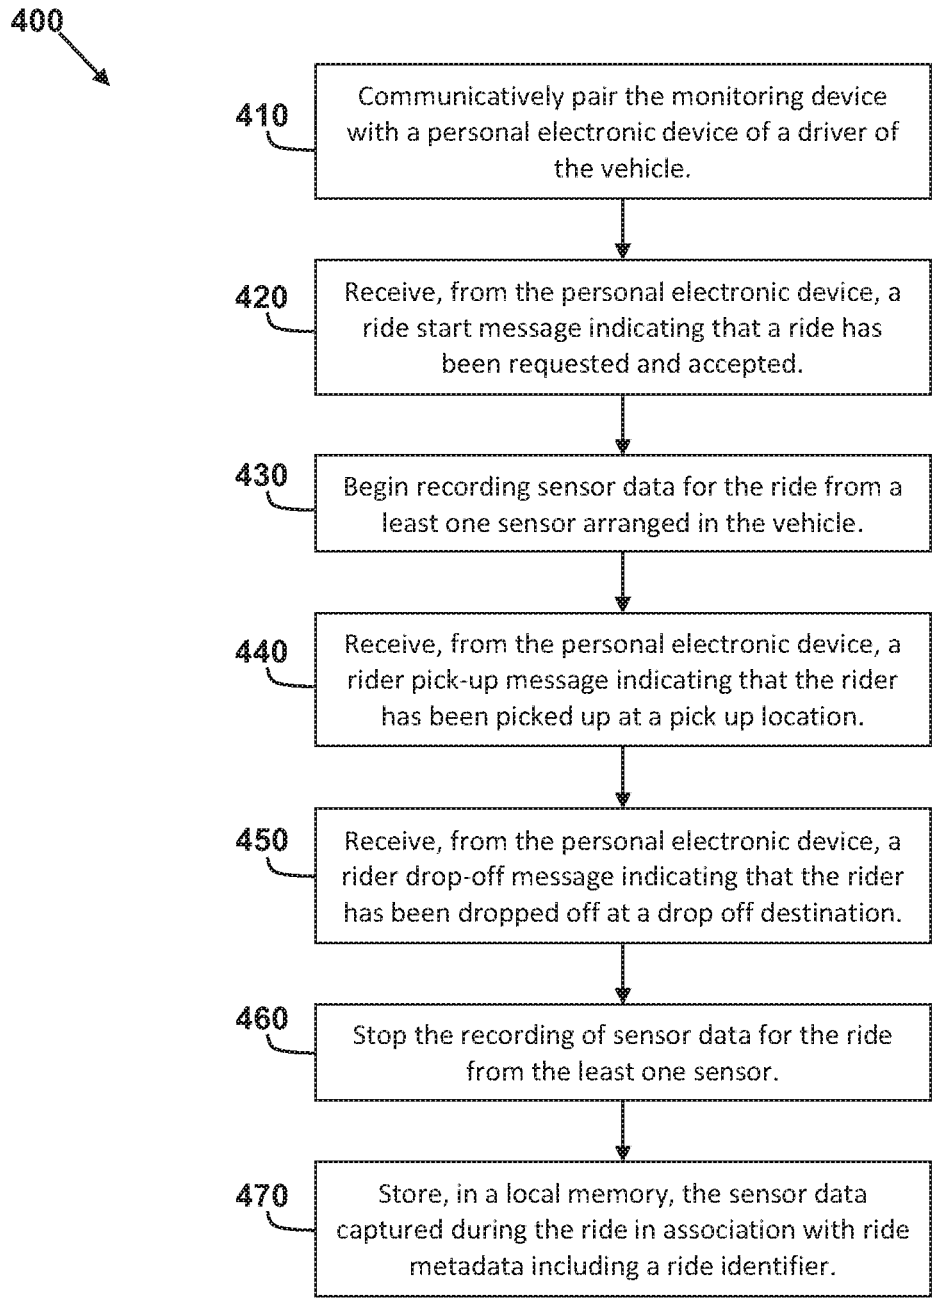 400
410
Communicatively pair the monitoring device
with a personal electronic device of a driver of
the vehicle.
420
Receive, from the personal electronic device, a
ride start message indicating that a ride has
been requested and accepted.
430
Begin recording sensor data for the ride from a
least one sensor arranged in the vehicle.
440
Receive, from the personal electronic device, a
rider pick-up message indicating that the rider
has been picked up at a pick up location.
450
Receive, from the personal electronic device, a
rider drop-off message indicating that the rider
has been dropped off at a drop off destination.
460
Stop the recording of sensor data for the ride
from the least one sensor.
470
Store, in a local memory, the sensor data
captured during the ride in association with ride
metadata including a ride identifier.